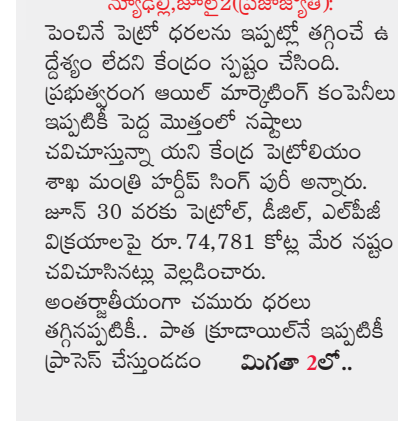 న్యూఢిల్లీ,జూలై2(ప్రజాజ్యోతి):
పెంచినే పెట్రో ధరలను ఇప్పట్లో తగ్గించే ఉ
ద్దేశ్యం లేదని కేంద్రం స్పష్టం చేసింది.
ప్రభుత్వరంగ ఆయిల్ మార్కెటింగ్ కంపెనీలు
ఇప్పటికీ పెద్ద మొత్తంలో నష్టాలు
చవిచూస్తున్నా యని కేంద్ర పెట్రోలియం
శాఖ మంత్రి హర్దీప్ సింగ్ పురీ అన్నారు.
జూన్ 30 వరకు పెట్రోల్, డీజిల్, ఎల్‌పీజీ
విక్రయాలపై రూ.74,781 కోట్ల మేర నష్టం
చవిచూసినట్లు వెల్లడించారు.
అంతర్జాతీయంగా చమురు ధరలు
తగ్గినప్పటికీ.. పాత క్రూడాయిల్‌నే ఇప్పటికీ
ప్రాసెస్ చేస్తుండడం మిగతా 2లో..